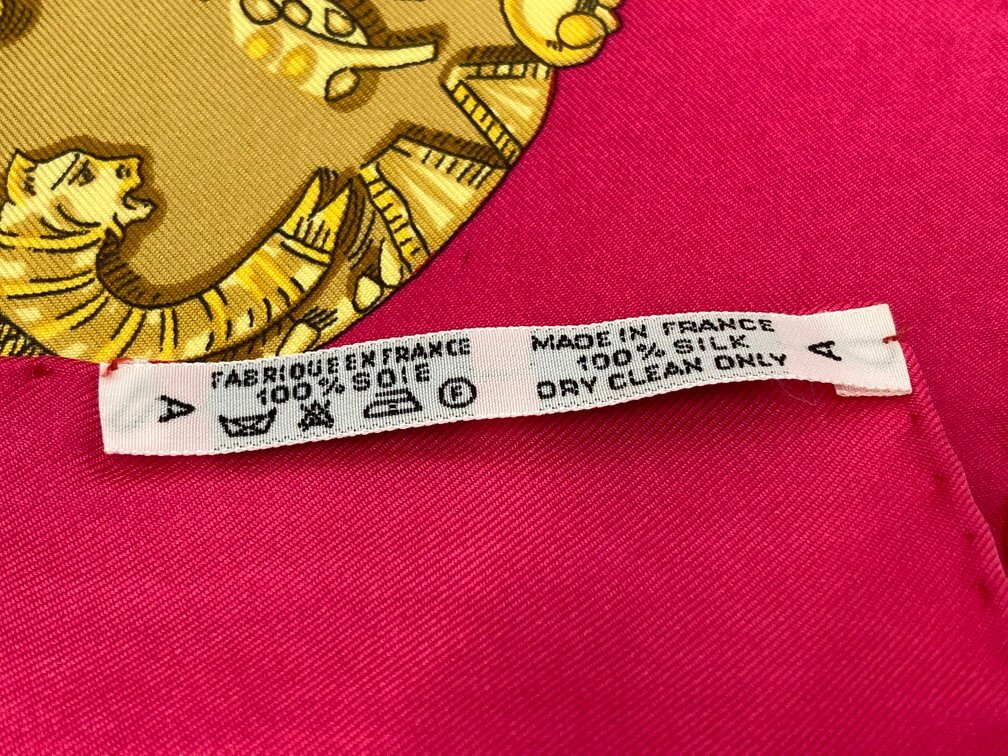 A
FABRIQUE EN FRANCE
100% SOIE
P
MADE IN FRANCE
100% SILK
DRY CLEAN ONLY
A